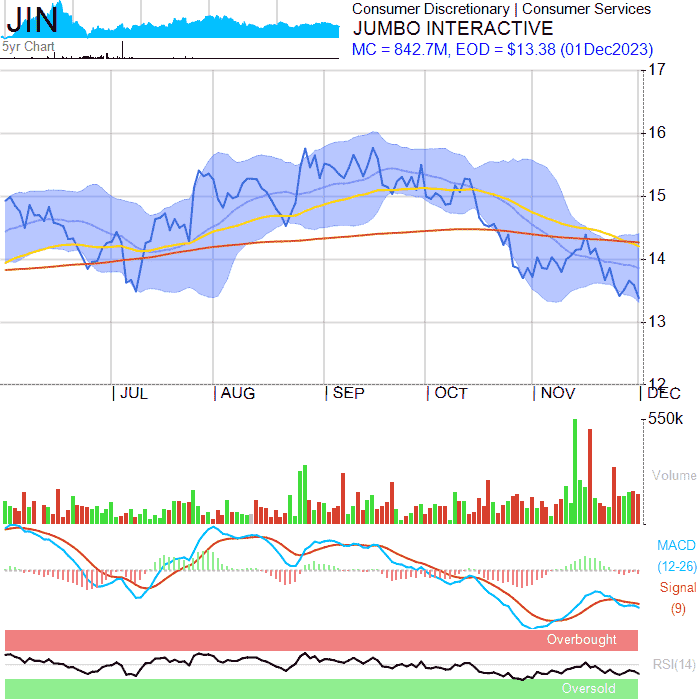 JIN
5yr Chart
Consumer Discretionary | Consumer Services
JUMBO INTERACTIVE
MC = 842.7M, EOD = $13.38 (01Dec2023)
17
16
15
14
13
12
JUL AUG SEP OCT NOV DEC
550k
Volume
MACD
(12-26)
Signal
(9)
Overbought
RSI(14)
Oversold